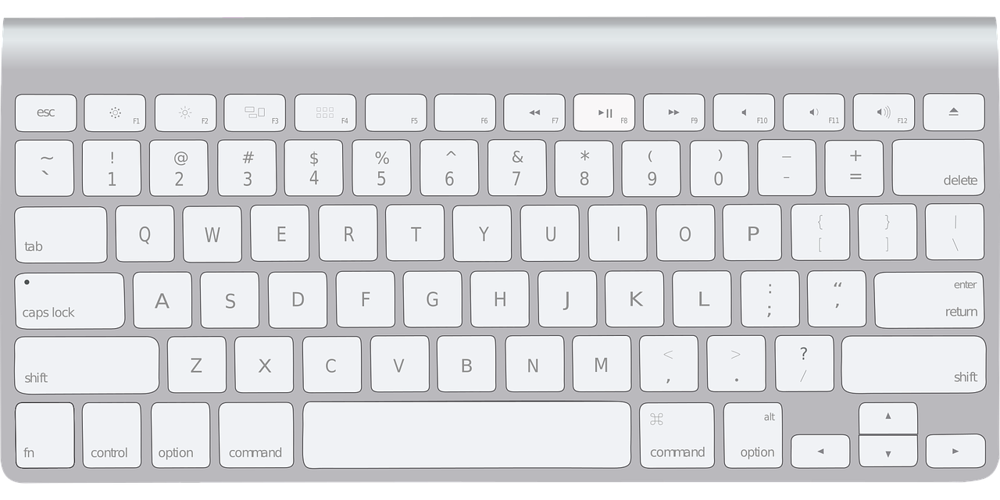 esc F1 F2 F3 F4 F5 F6 F7 F8 F9 F10 F11 F12
~ ! @ # $ % ^ & * ( ) — +
` 1 2 3 4 5 6 7 8 9 0 - = delete
Q W E R T Y U I O P { } |
tab [ ] \
A S D F G H J K L : “ enter
caps lock ; ’ return
Z X C V B N M < > ?
shift , . / shift
⌘ alt
fn control option command command option